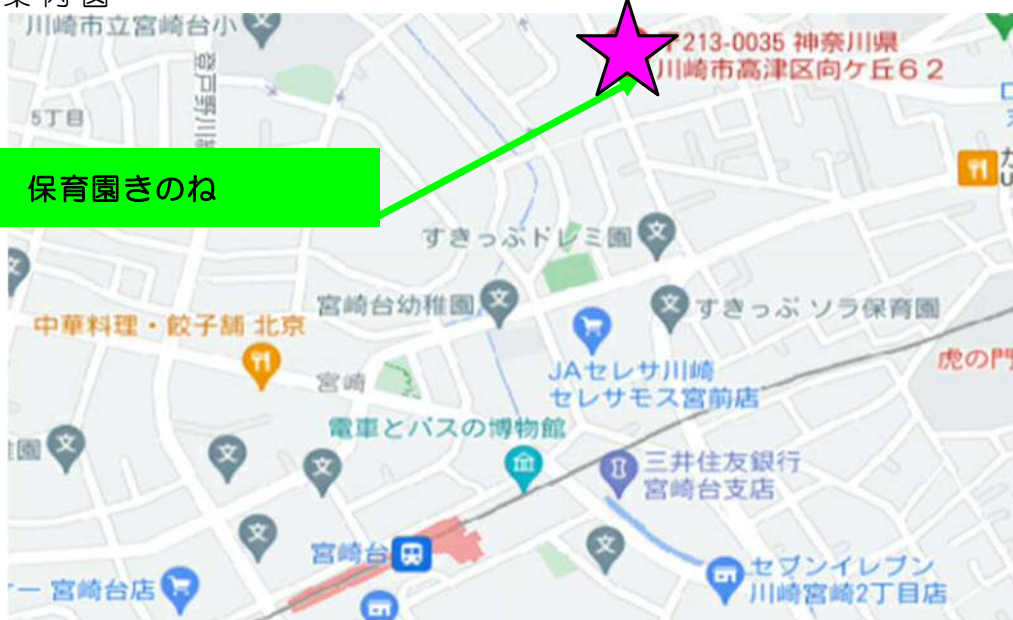 案内図
川崎市立宮崎台小
〒213-0035 神奈川県
川崎市高津区向ケ丘６２
5丁目
保育園きのね
すきっぷドレミ園
宮崎台幼稚園
すきっぷ ソラ保育園
中華料理・餃子舗 北京
宮崎
JAセレサ川崎
セレサモス宮前店
虎の門
電車とバスの博物館
園
三井住友銀行
宮崎台支店
宮崎台
ー 宮崎台店
セブンイレブン
川崎宮崎2丁目店